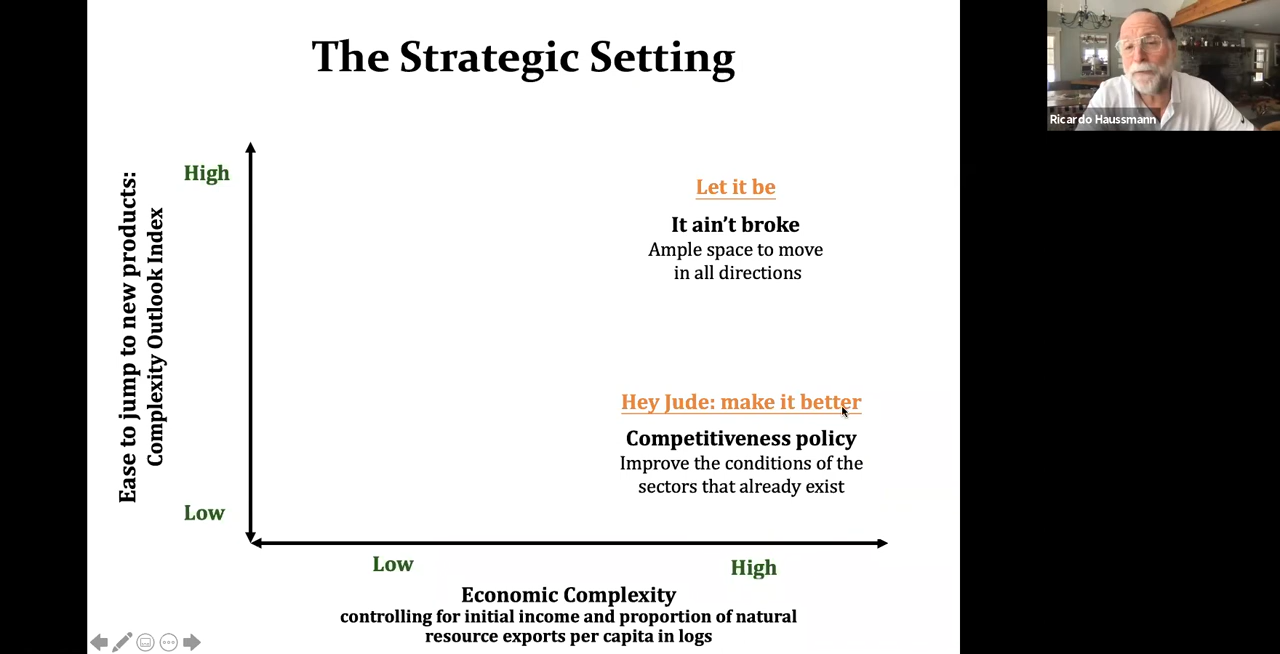 The Strategic Setting
Ricardo Haussmann
High
Ease to jump to new products:
Complexity Outlook Index
Low
Let it be
It ain’t broke
Ample space to move
in all directions
Hey Jude: make it better
Competitiveness policy
Improve the conditions of the
sectors that already exist
Low
High
Economic Complexity
controlling for initial income and proportion of natural
resource exports per capita in logs